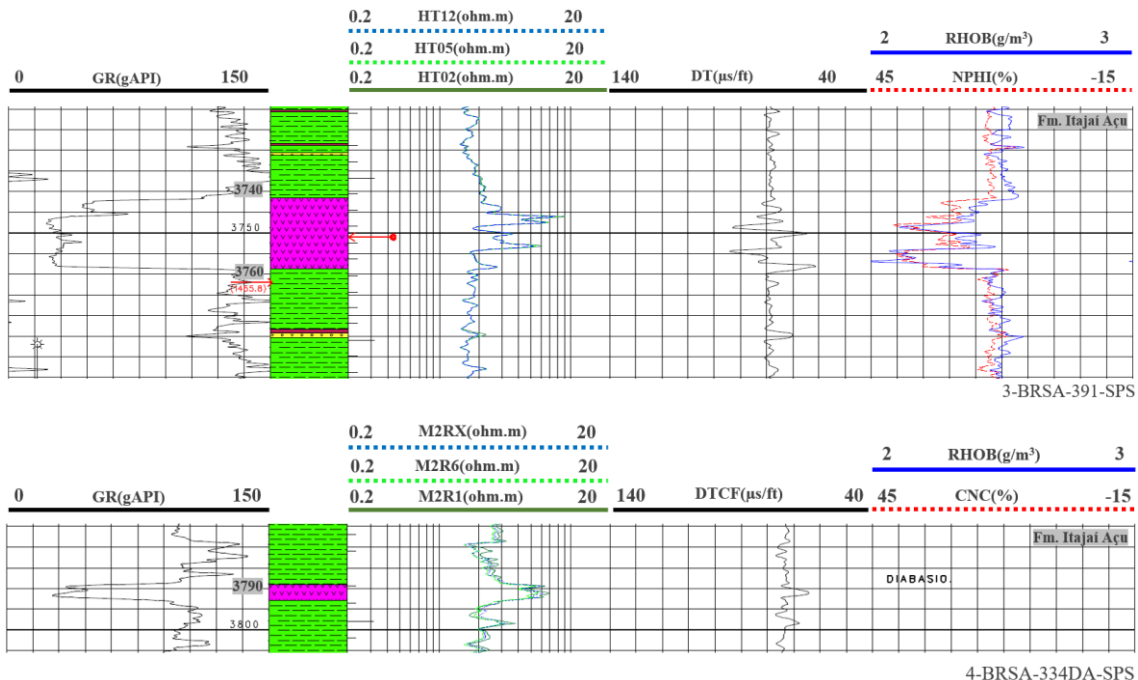 0.2 HT12(ohm.m) 20
0.2 HT05(ohm.m) 20
2 RHOB(g/m³) 3
0 GR(gAPI) 150 0.2 HT02(ohm.m) 20 140 DT(µs/ft) 40 45 NPHI(%) -15
Fm. Itajai Açu
3740
3750
3760
(1455.8)
3-BRSA-391-SPS
0.2 M2RX(ohm.m) 20
0.2 M2R6(ohm.m) 20
2 RHOB(g/m³) 3
0 GR(gAPI) 150 0.2 M2R1(ohm.m) 20 140 DTCF(µs/ft) 40 45 CNC(%) -15
Fm. Itajai Açu
DIABASIO.
3790
3800
4-BRSA-334DA-SPS